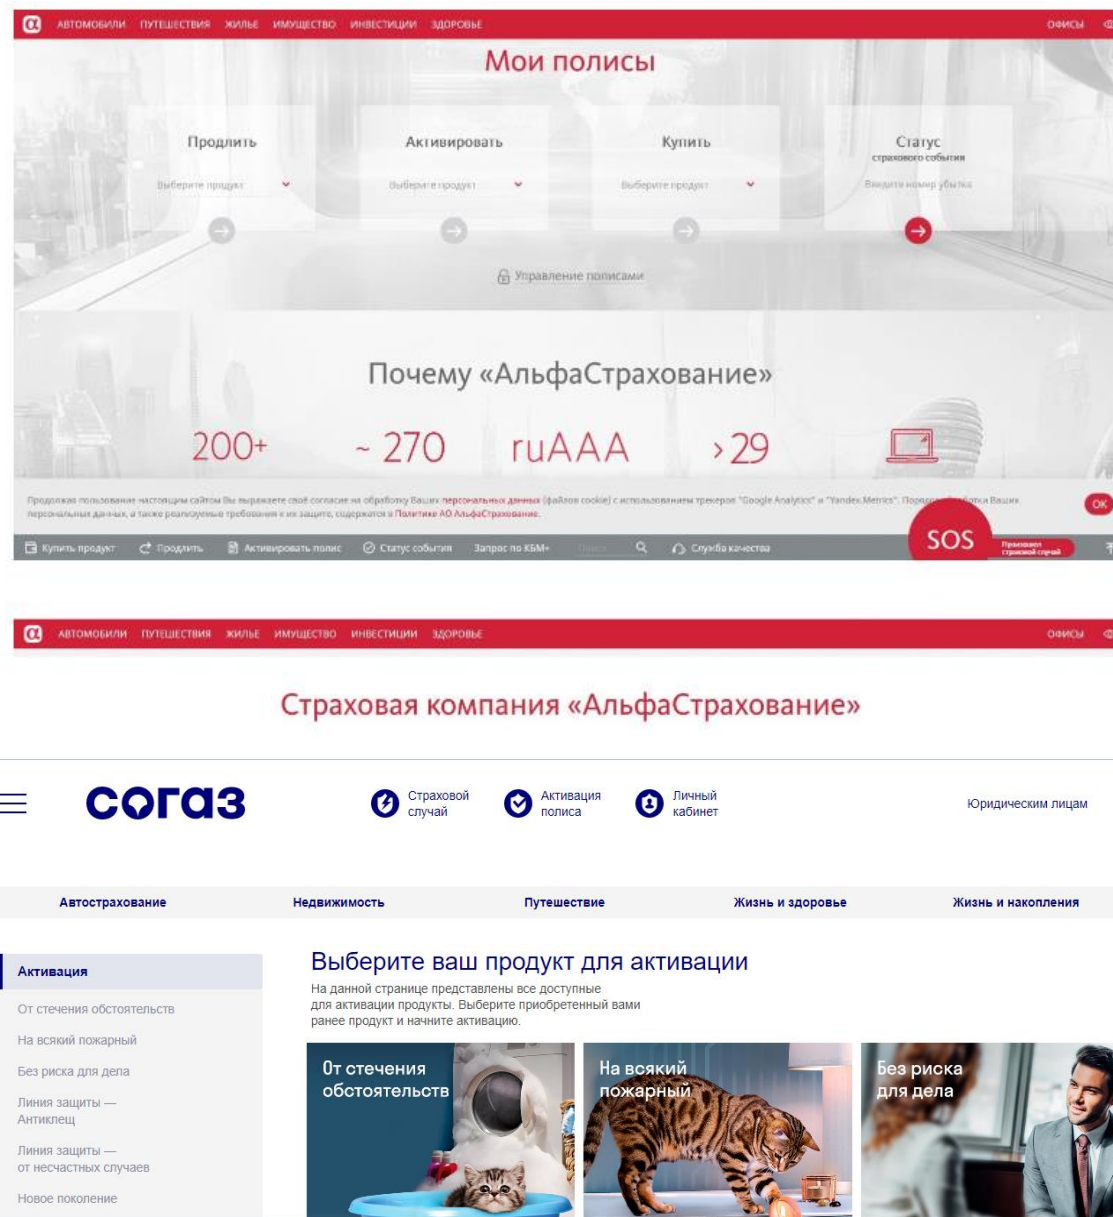 α АВТОМОБИЛИ ПУТЕШЕСТВИЯ ЖИЛЬЕ ИМУЩЕСТВО ИНВЕСТИЦИИ ЗДОРОВЬЕ ОФИСЫ
Мои полисы
Продлить Активировать Купить Статус
страхового события
Выберите продукт Выберите продукт Выберите продукт Введите номер убытка
Управление полисами
Почему «АльфаСтрахование»
200+ ~ 270 ruAAA >29
Продолжая пользование настоящим сайтом Вы выражаете своё согласие на обработку Ваших персональных данных (файлов cookie) с использованием трекеров "Google Analytics" и "Yandex.Metrics". Ваших
персональных данных, а также реализуемые требования к их защите, содержатся в Политике АО АльфаСтрахование.
ОК
Купить продукт Продлить Активировать полис Статус события Запрос по КБМ+ Поиск Служба качества SOS Произошел
страховой случай
α АВТОМОБИЛИ ПУТЕШЕСТВИЯ ЖИЛЬЕ ИМУЩЕСТВО ИНВЕСТИЦИИ ЗДОРОВЬЕ ОФИСЫ
Страховая компания «АльфаСтрахование»
согаз
Страховой
случай
Активация
полиса
Личный
кабинет
Юридическим лицам
Автострахование Недвижимость Путешествие Жизнь и здоровье Жизнь и накопления
Активация
От стечения обстоятельств
На всякий пожарный
Без риска для дела
Линия защиты —
Антиклещ
Линия защиты —
от несчастных случаев
Новое поколение
Выберите ваш продукт для активации
На данной странице представлены все доступные
для активации продукты. Выберите приобретенный вами
ранее продукт и начните активацию.
От стечения
обстоятельств
На всякий
пожарный
Без риска
для дела